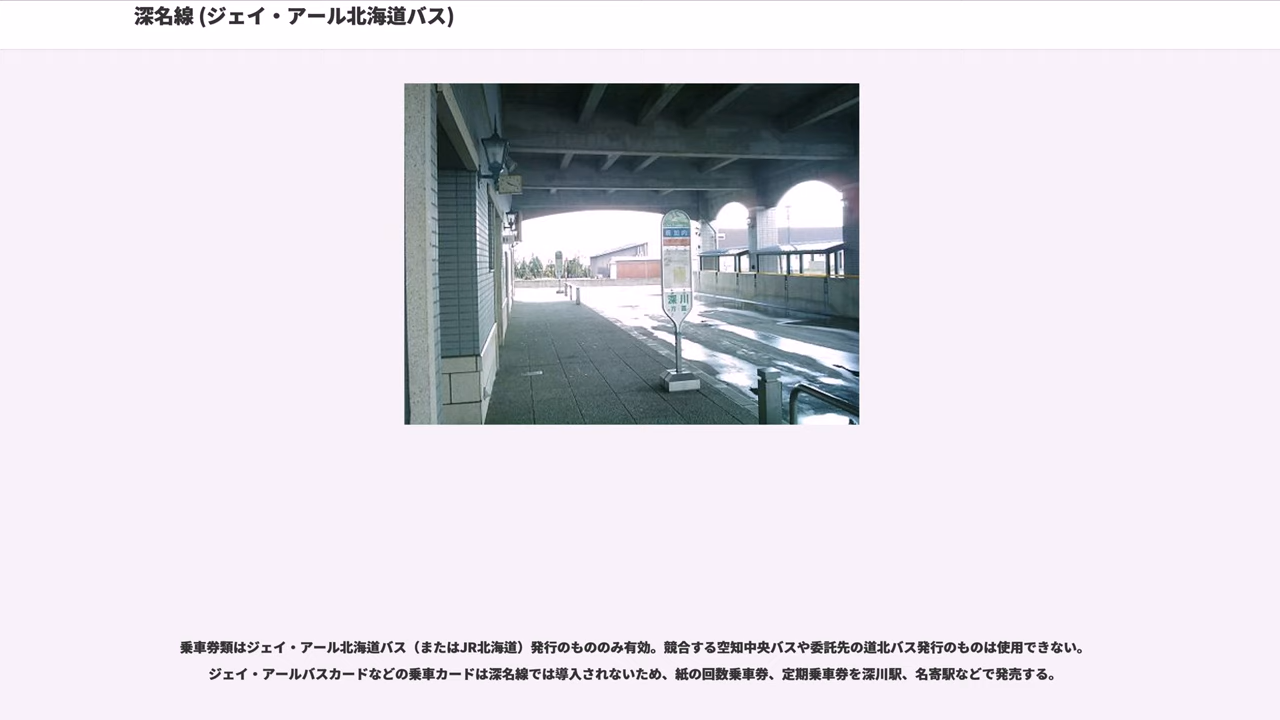 深名線 (ジェイ・アール北海道バス)
深川
乗車券類はジェイ・アール北海道バス（またはJR北海道）発行のもののみ有効。競合する空知中央バスや委託先の道北バス発行のものは使用できない。
ジェイ・アールバスカードなどの乗車カードは深名線では導入されないため、紙の回数乗車券、定期乗車券を深川駅、名寄駅などで発売する。